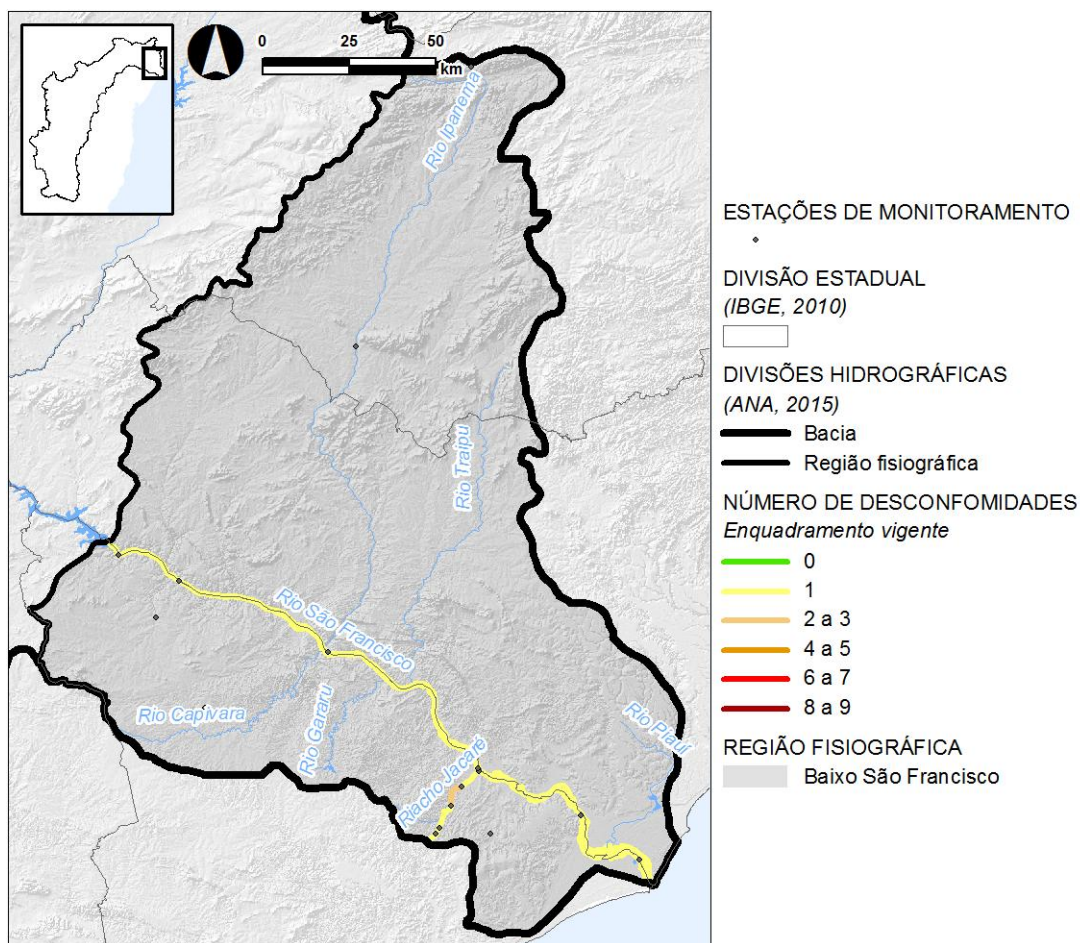 0 25 50
km
Rio Ipanema
Rio Traipu
Rio São Francisco
Rio Capivara
Rio Gararu
Riacho Jacaré
Rio Piauí
ESTAÇÕES DE MONITORAMENTO
DIVISÃO ESTADUAL
(IBGE, 2010)
DIVISÕES HIDROGRÁFICAS
(ANA, 2015)
Bacia
Região fisiográfica
NÚMERO DE DESCONFOMIDADES
Enquadramento vigente
0
1
2 a 3
4 a 5
6 a 7
8 a 9
REGIÃO FISIOGRÁFICA
Baixo São Francisco